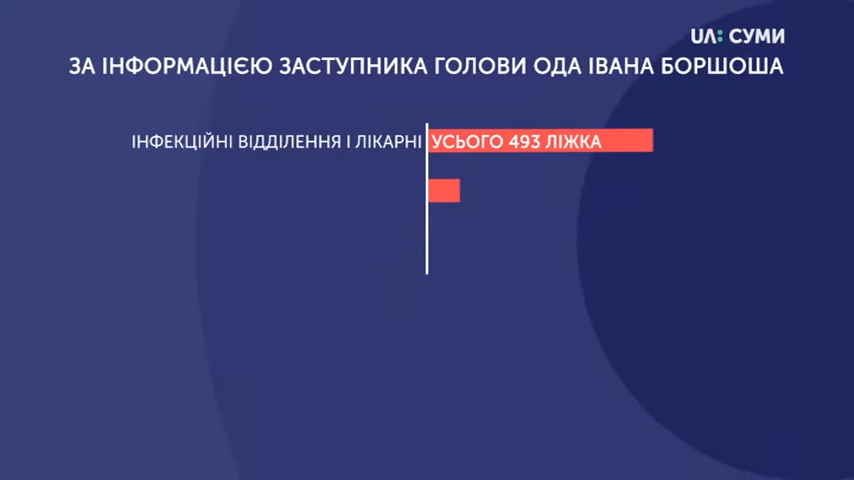 UA: СУМИ
ЗА ІНФОРМАЦІЄЮ ЗАСТУПНИКА ГОЛОВИ ОДА ІВАНА БОРШОША
ІНФЕКЦІЙНІ ВІДДІЛЕННЯ І ЛІКАРНІ УСЬОГО 493 ЛІЖКА